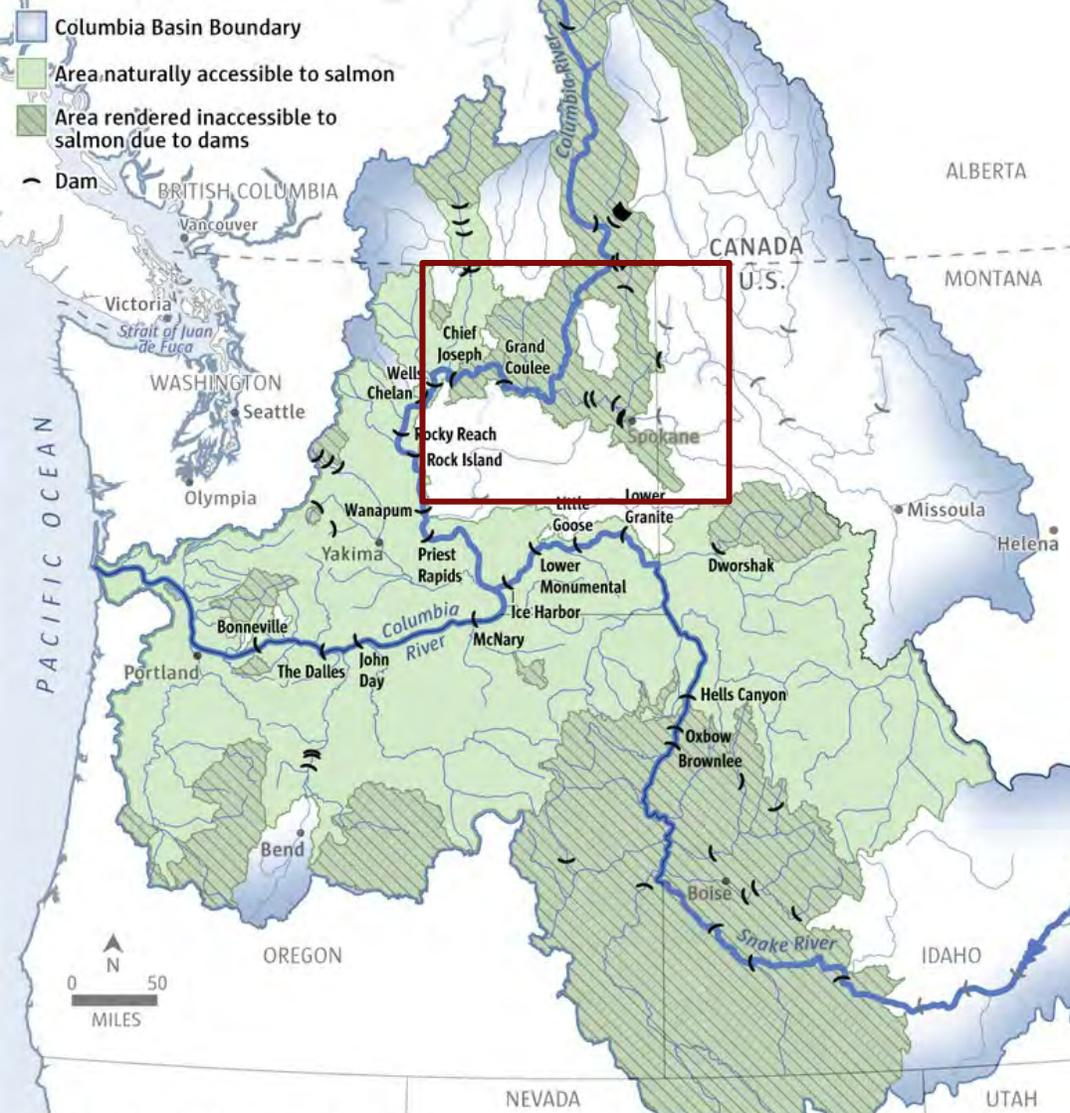 Columbia Basin Boundary
Area naturally accessible to salmon
Area rendered inaccessible to
salmon due to dams
Dam
Columbia River
BRITISH COLUMBIA
ALBERTA
Vancouver
CANADA
U.S.
MONTANA
Victoria
Strait of Juan
de Fuca
Chief
Joseph
Grand
Coulee
Wells
Chelan
WASHINGTON
Seattle
Rocky Reach
Rock Island
Spokane
Olympia
PACIFIC OCEAN
Wanapum
Little
Goose
Lower
Granite
Missoula
Helena
Yakima
Priest
Rapids
Lower
Monumental
Dworshak
Ice Harbor
Columbia
River
McNary
Bonneville
The Dalles
John
Day
Portland
Hells Canyon
Oxbow
Brownlee
Bend
Boise
Snake River
N
0 50
MILES
OREGON
IDAHO
NEVADA
UTAH